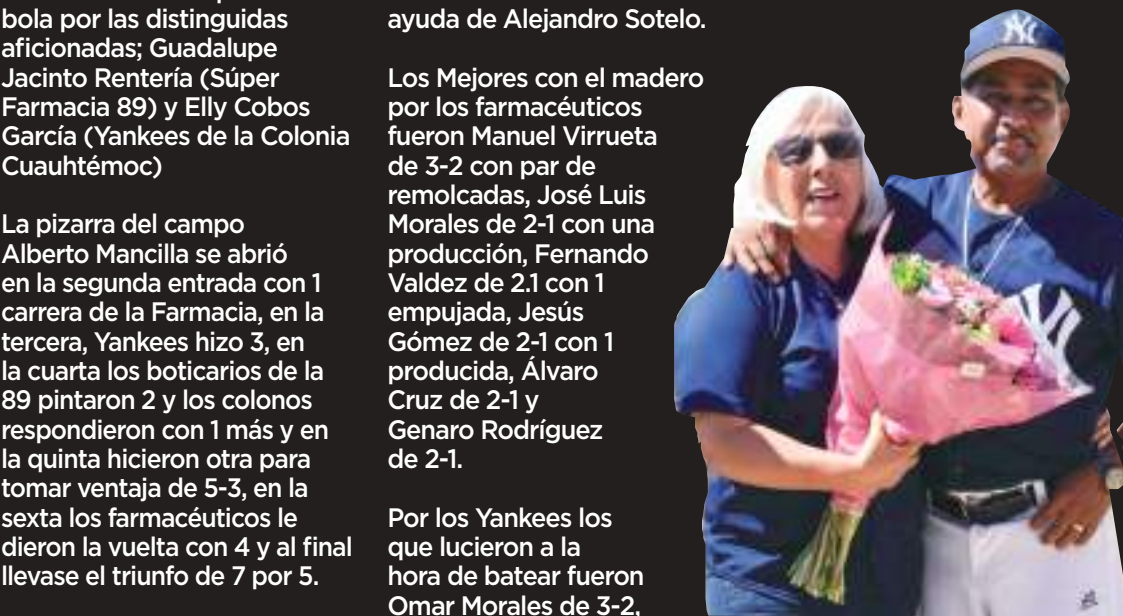 bola por las distinguidas
aficionadas; Guadalupe
Jacinto Rentería (Súper
Farmacia 89) y Elly Cobos
García (Yankees de la Colonia
Cuauhtémoc)
La pizarra del campo
Alberto Mancilla se abrió
en la segunda entrada con 1
carrera de la Farmacia, en la
tercera, Yankees hizo 3, en
la cuarta los boticarios de la
89 pintaron 2 y los colonos
respondieron con 1 más y en
la quinta hicieron otra para
tomar ventaja de 5-3, en la
sexta los farmacéuticos le
dieron la vuelta con 4 y al final
llevase el triunfo de 7 por 5.
ayuda de Alejandro Sotelo.
Los Mejores con el madero
por los farmacéuticos
fueron Manuel Virrueta
de 3-2 con par de
remolcadas, José Luis
Morales de 2-1 con una
producción, Fernando
Valdez de 2.1 con 1
empujada, Jesús
Gómez de 2-1 con 1
producida, Álvaro
Cruz de 2-1 y
Genaro Rodríguez
de 2-1.
Por los Yankees los
que lucieron a la
hora de batear fueron
Omar Morales de 3-2,
NY
NY